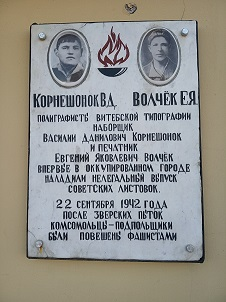 Корнешонок В.Д. Волчёк Е.Я.
полиграфисты Витебской типографии
наборщик
Василий Данилович Корнешонок
и печатник
Евгений Яковлевич Волчёк
впервые в оккупированном городе
наладили нелегальный выпуск
советских листовок.
22 сентября 1942 года
после зверских пыток
комсомольцы-подпольщики
были повешены фашистами